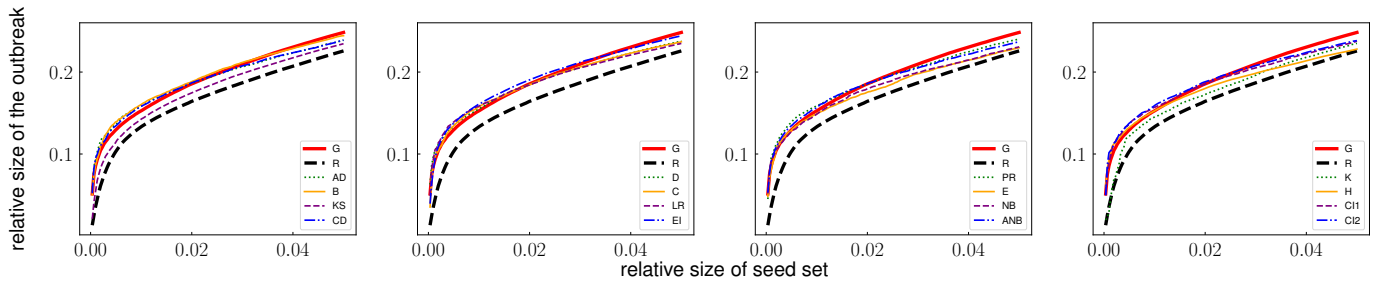 relative size of the outbreak
0.2
0.1
0.00
0.02
0.04
G
R
AD
B
KS
CD
0.2
0.1
0.00
0.02
0.04
G
R
D
C
LR
EI
0.2
0.1
0.00
0.02
0.04
G
R
PR
E
NB
ANB
0.2
0.1
0.00
0.02
0.04
G
R
K
H
CI1
CI2
relative size of seed set